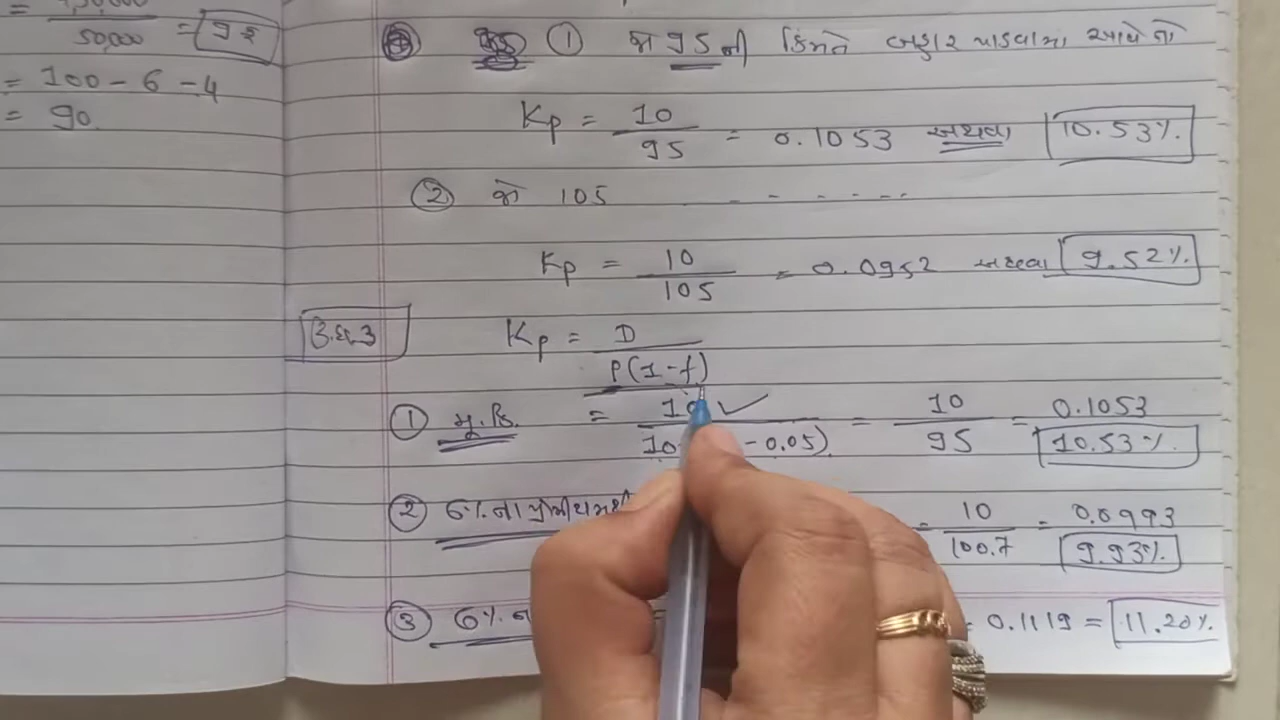 50,000 = 92
= 100 - 6 - 4
= 90
① જો 95 ની કિંમતે બહાર પાડવામાં આવે તો
Kp = 10 / 95 = 0.1053 અથવા 10.53%.
② જો 105 - - - - - -
Kp = 10 / 105 = 0.0952 અથવા 9.52%.
ઉદા.3 Kp = D / P(1-f)
① મૂ.કિં. = 10 ✓ / 10 - 0.05) = 10 / 95 = 0.1053
10.53%.
② 6% ના પ્રીમીયમથી = 10 / 100.7 = 0.0993
9.93%.
③ 6% = 0.1119 = 11.20%.